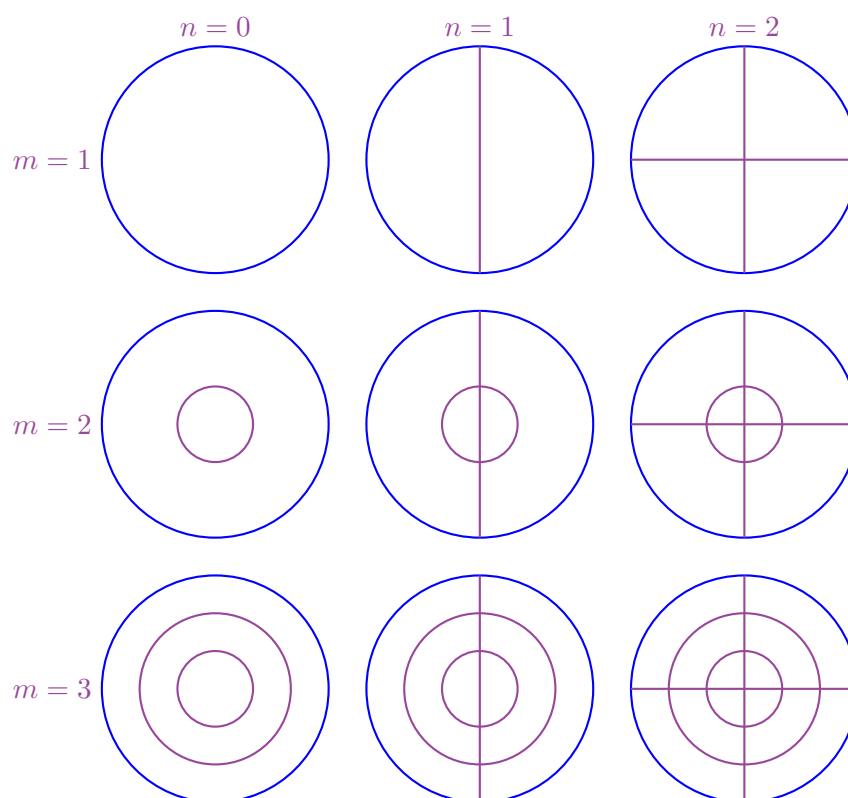 n = 0
n = 1
n = 2
m = 1
m = 2
m = 3